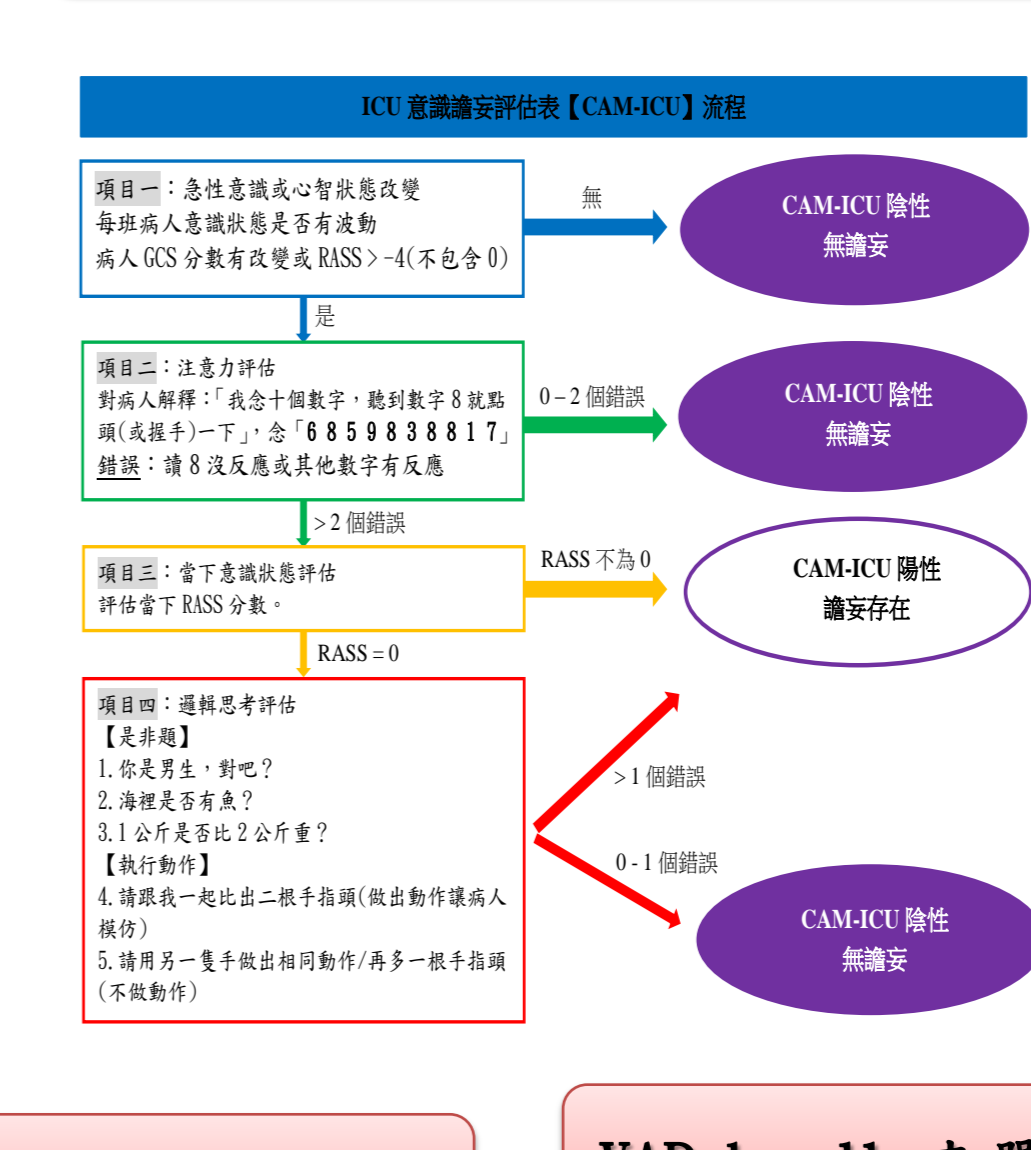 ICU 意識譫妄評估表【CAM-ICU】流程
項目一：急性意識或心智狀態改變
每班病人意識狀態是否有波動
病人 GCS 分數有改變或 RASS > -4(不包含 0)
無
CAM-ICU 陰性
無譫妄
是
項目二：注意力評估
對病人解釋：「我念十個數字，聽到數字 8 就點
頭(或握手)一下」，念「6 8 5 9 8 3 8 8 1 7」
錯誤：讀 8 沒反應或其他數字有反應
0 – 2 個錯誤
CAM-ICU 陰性
無譫妄
> 2 個錯誤
項目三：當下意識狀態評估
評估當下 RASS 分數。
RASS 不為 0
CAM-ICU 陽性
譫妄存在
RASS = 0
項目四：邏輯思考評估
【是非題】
1.你是男生，對吧？
2.海裡是否有魚？
3.1 公斤是否比 2 公斤重？
【執行動作】
4.請跟我一起比出二根手指頭(做出動作讓病人
模仿)
5.請用另一隻手做出相同動作/再多一根手指頭
(不做動作)
> 1 個錯誤
0 - 1 個錯誤
CAM-ICU 陰性
無譫妄